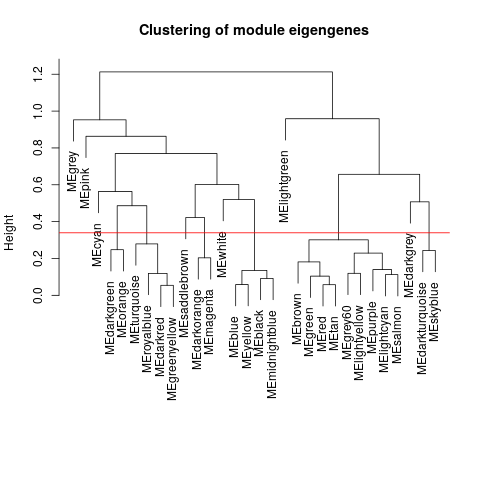 Clustering of module eigengenes
Height
1.2
1.0
0.8
0.6
0.4
0.2
0.0
MEgrey
MEpink
MEcyan
MEdarkgreen
MEorange
MEturquoise
MEroyalblue
MEdarkred
MEgreenyellow
MEsaddlebrown
MEdarkorange
MEmagenta
MEwhite
MEblue
MEyellow
MEblack
MEmidnightblue
MElightgreen
MEbrown
MEgreen
MEred
MEtan
MEgrey60
MElightyellow
MEpurple
MElightcyan
MEsalmon
MEdarkgrey
MEdarkturquoise
MEskyblue